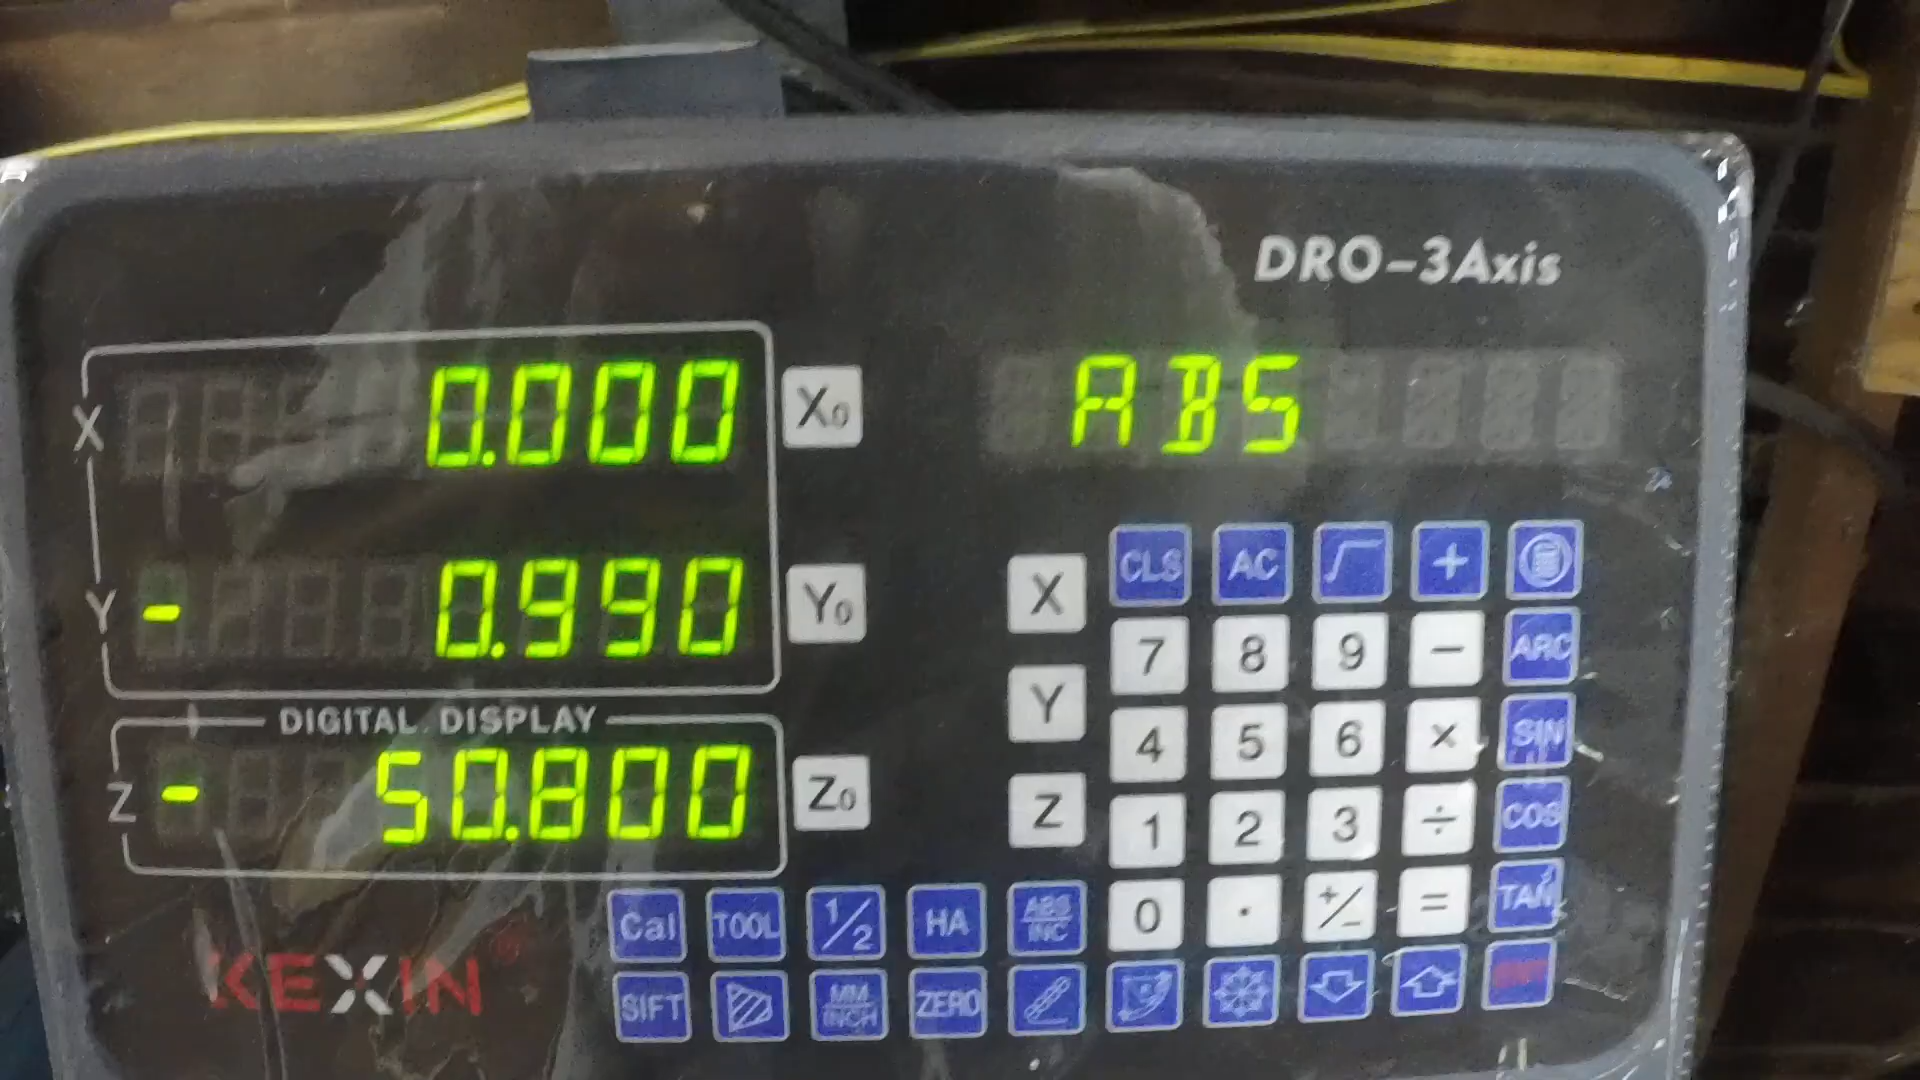 DRO-3Axis
X 0.000 X0 ABS
Y - 0.990 Y0
DIGITAL DISPLAY
Z - 50.800 Z0
X CLS AC +
7 8 9 - ARC
Y 4 5 6 × SIN
Z 1 2 3 ÷ COS
Cal TOOL 1/2 HA ABS/INC 0 . +/- = TAN
KEXIN®
SIFT MM/INCH ZERO